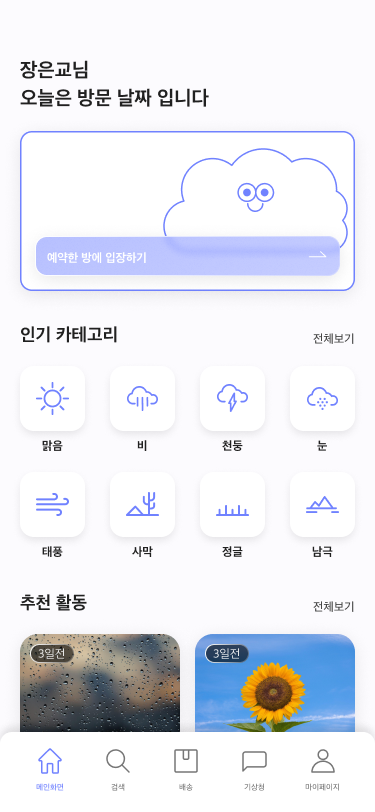 장은교님
오늘은 방문 날짜 입니다
예약한 방에 입장하기
인기 카테고리
전체보기
맑음
비
천둥
눈
태풍
사막
정글
남극
추천 활동
전체보기
3일전
3일전
메인화면
검색
배송
기상청
마이페이지